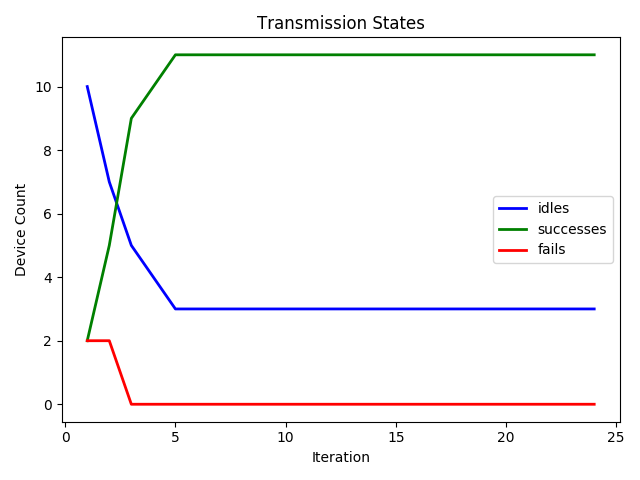 Transmission States
Device Count
10
8
6
4
2
0
idles
successes
fails
0 5 10 15 20 25
Iteration